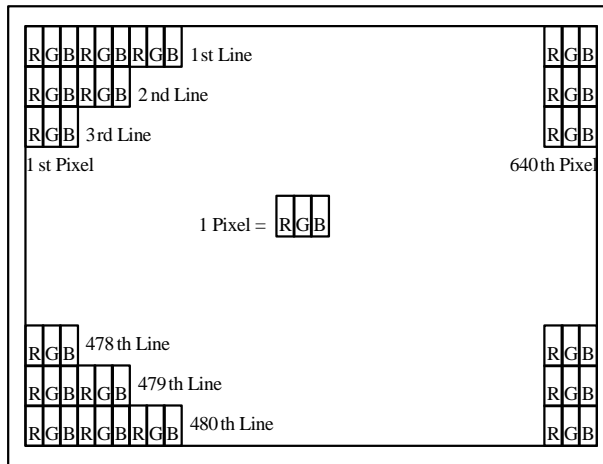 RGBRGBRGB 1st Line RGB
RGBRGB 2nd Line RGB
RGB 3rd Line RGB
1st Pixel 640th Pixel
1 Pixel = RGB
RGB 478th Line RGB
RGBRGB 479th Line RGB
RGBRGBRGB 480th Line RGB